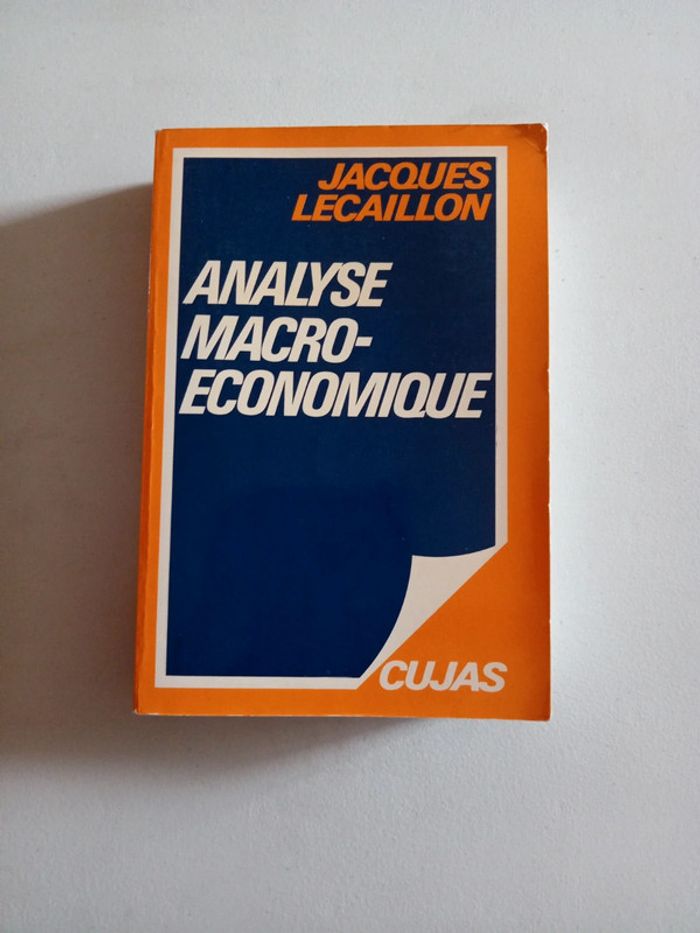 JACQUES
LECAILLON
ANALYSE
MACRO-
ECONOMIQUE
CUJAS